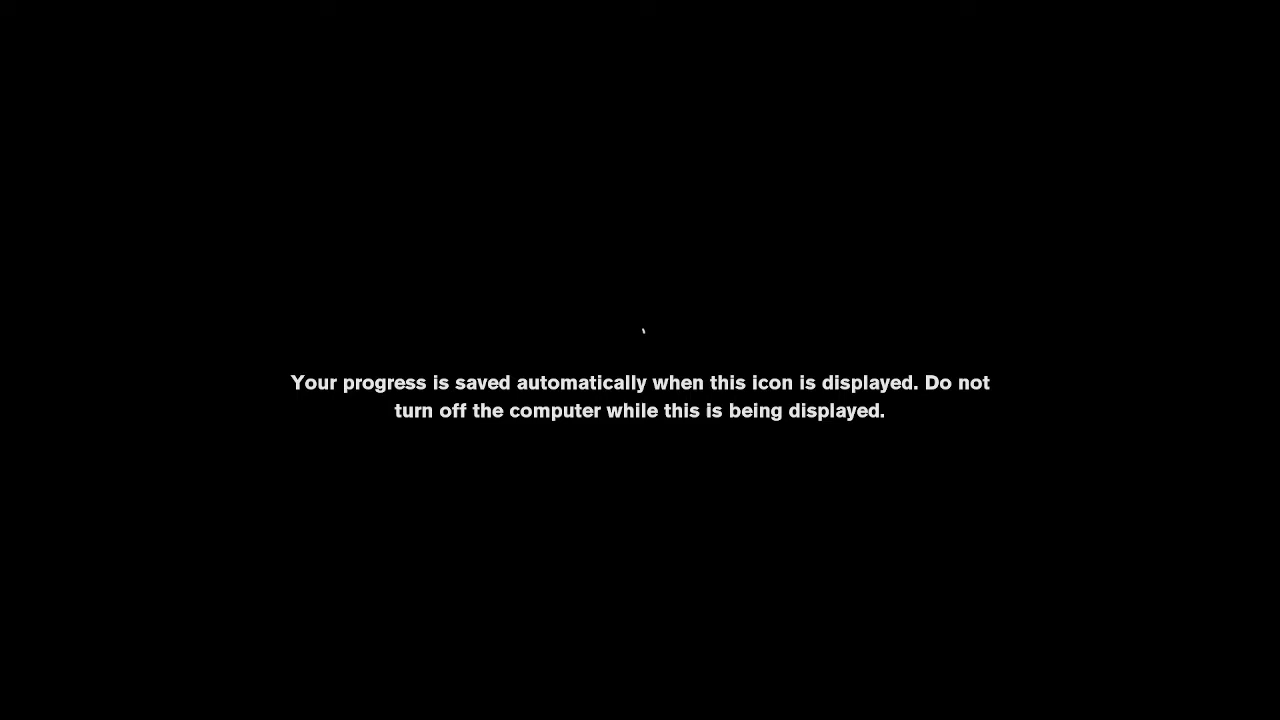 Your progress is saved automatically when this icon is displayed. Do not
turn off the computer while this is being displayed.